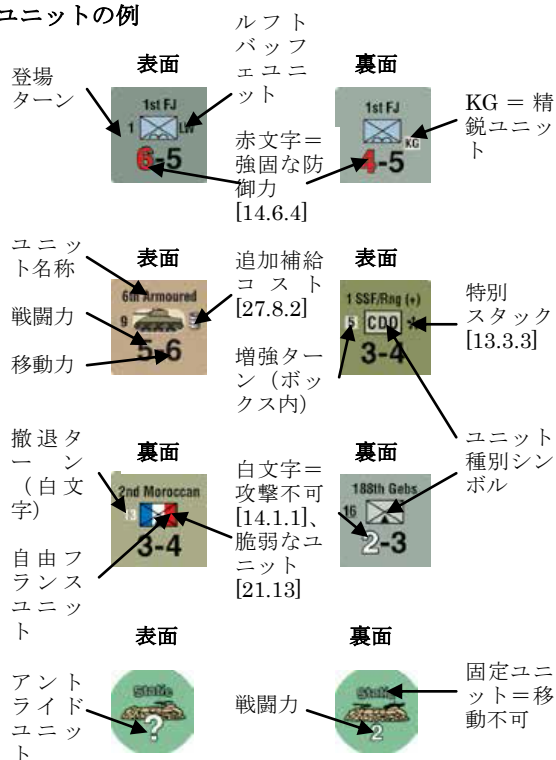 ユニットの例
登場
ターン
表面
ルフト
バッフ
ェユニ
ット
裏面
KG = 精
鋭ユニッ
ト
1st FJ
1
LW
6-5
赤文字＝
強固な防
御力
[14.6.4]
1st FJ
KG
4-5
ユニッ
ト名称
戦闘力
移動力
表面
6th Armoured
9
5-6
追加補給
コスト
[27.8.2]
増強ター
ン（ボッ
クス内）
表面
1 SSF/Rng (+)
5
CDO
*
3-4
特別
スタック
[13.3.3]
撤退タ
ーン
（白文
字）
自由フ
ランス
ユニッ
ト
裏面
2nd Moroccan
13
3-4
白文字＝
攻撃不可
[14.1.1]、
脆弱なユ
ニット
[21.13]
裏面
188th Gebs
16
2-3
ユニット
種別シン
ボル
アント
ライド
ユニッ
ト
表面
Static
?
戦闘力
裏面
Static
2
固定ユニ
ット＝移
動不可